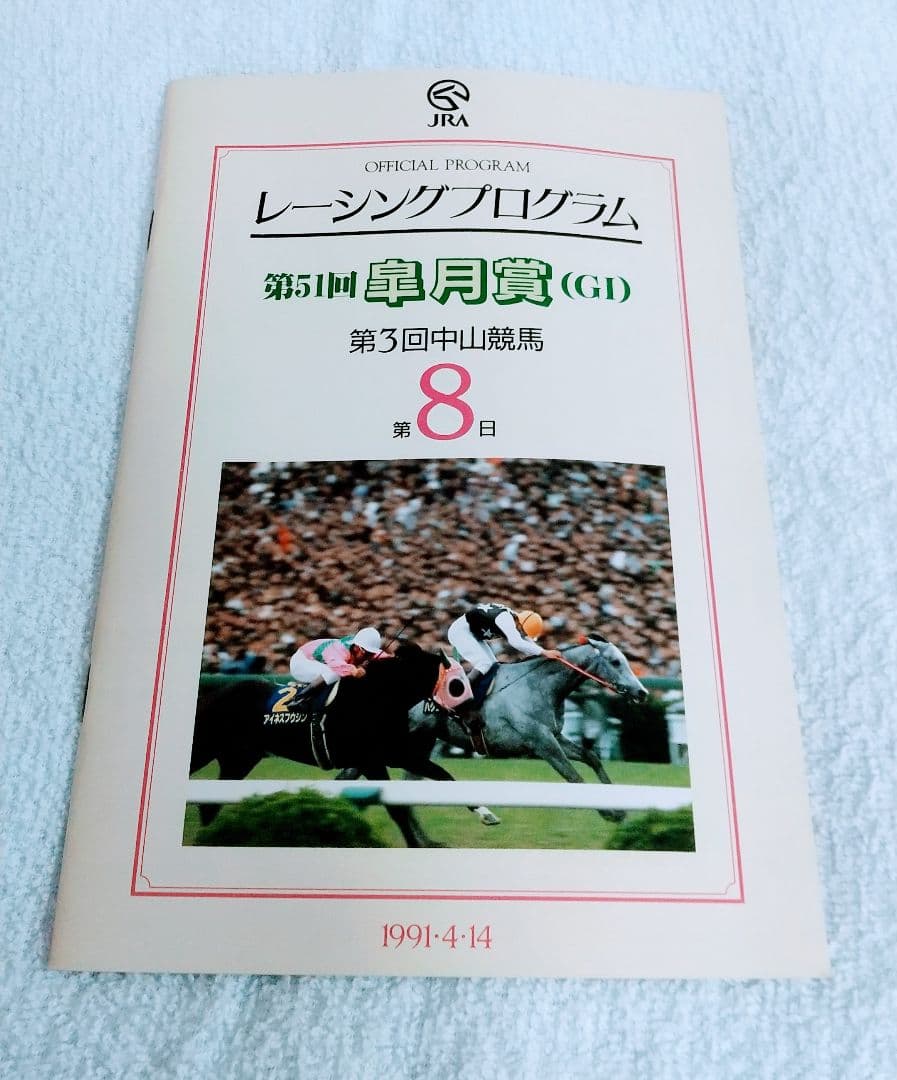 JRA
OFFICIAL PROGRAM
レーシングプログラム
第51回 皐月賞 (GI)
第3回中山競馬
第8日
2
アイネスフウジン
ハク
1991·4·14